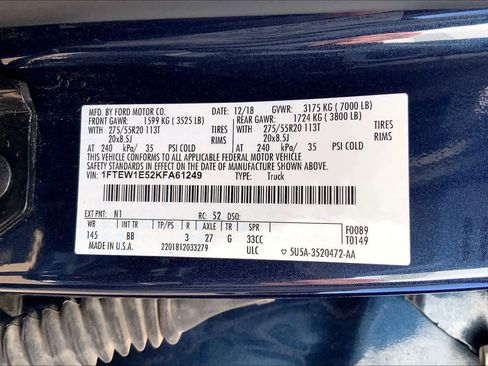 MFD. BY FORD MOTOR CO.
12/18 GVWR: 3175 KG ( 7000 LB)
FRONT GAWR: 1599 KG ( 3525 LB) REAR GAWR: 1724 KG ( 3800 LB)
WITH 275/55R20 113T TIRES WITH 275/55R20 113T TIRES
20x8.5J RIMS 20x8.5J RIMS
AT 240 kPa/ 35 PSI COLD AT 240 kPa/ 35 PSI COLD
THIS VEHICLE CONFORMS TO ALL APPLICABLE FEDERAL MOTOR VEHICLE
SAFETY STANDARDS IN EFFECT ON THE DATE OF MANUFACTURE SHOWN ABOVE.
VIN: 1FTEW1E52KFA61249 TYPE: Truck
EXT PNT: N1 RC: 52 DSO:
WB INT TR TP/PS R AXLE TR SPR F0089
145 BB 3 27 G 33CC T0149
MADE IN U.S.A. 2201812033279 ULC 5U5A-3520472-AA